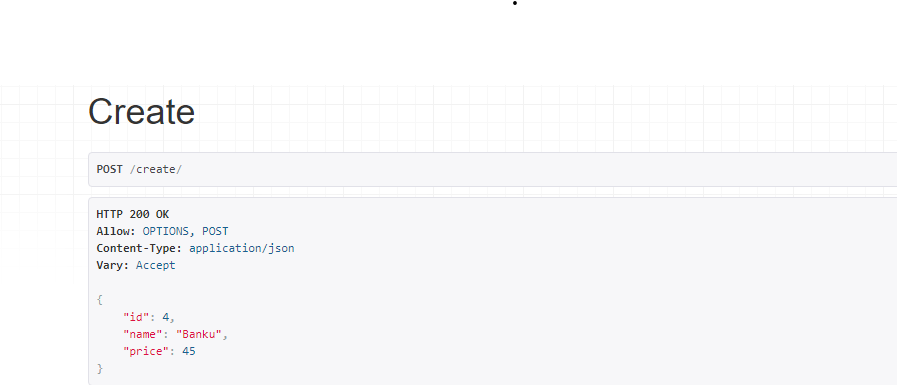 Create
POST /create/
HTTP 200 OK
Allow: OPTIONS, POST
Content-Type: application/json
Vary: Accept
{
    "id": 4,
    "name": "Banku",
    "price": 45
}